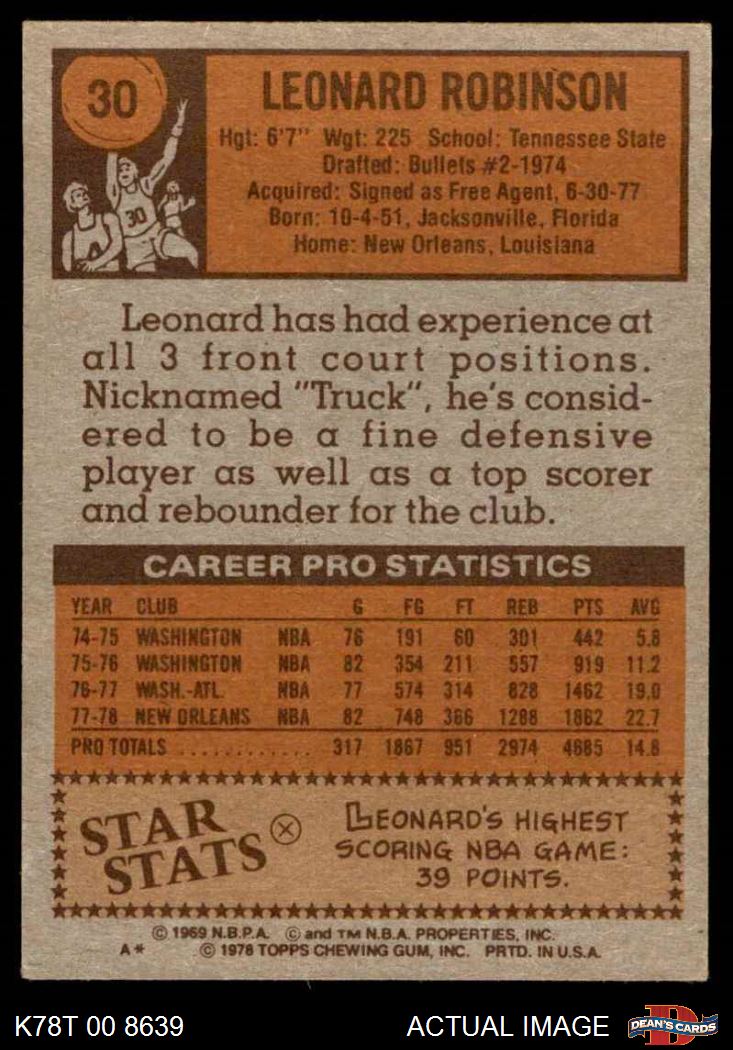 30
LEONARD ROBINSON
Hgt: 6'7" Wgt: 225 School: Tennessee State
Drafted: Bullets #2-1974
Acquired: Signed as Free Agent, 6-30-77
Born: 10-4-51, Jacksonville, Florida
Home: New Orleans, Louisiana
30
Leonard has had experience at
all 3 front court positions.
Nicknamed "Truck", he's consid-
ered to be a fine defensive
player as well as a top scorer
and rebounder for the club.
CAREER PRO STATISTICS
YEAR CLUB G FG FT REB PTS AVG
74-75 WASHINGTON NBA 76 191 60 301 442 5.8
75-76 WASHINGTON NBA 82 354 211 557 919 11.2
76-77 WASH.-ATL. NBA 77 574 314 828 1462 19.0
77-78 NEW ORLEANS NBA 82 748 366 1288 1862 22.7
PRO TOTALS ............ 317 1867 951 2974 4685 14.8
STAR STATS
LEONARD'S HIGHEST
SCORING NBA GAME:
39 POINTS.
© 1969 N.B.P.A. © and TM N.B.A. PROPERTIES, INC.
A* © 1978 TOPPS CHEWING GUM, INC. PRTD. IN U.S.A.
K78T 00 8639 ACTUAL IMAGE DEAN'S CARDS